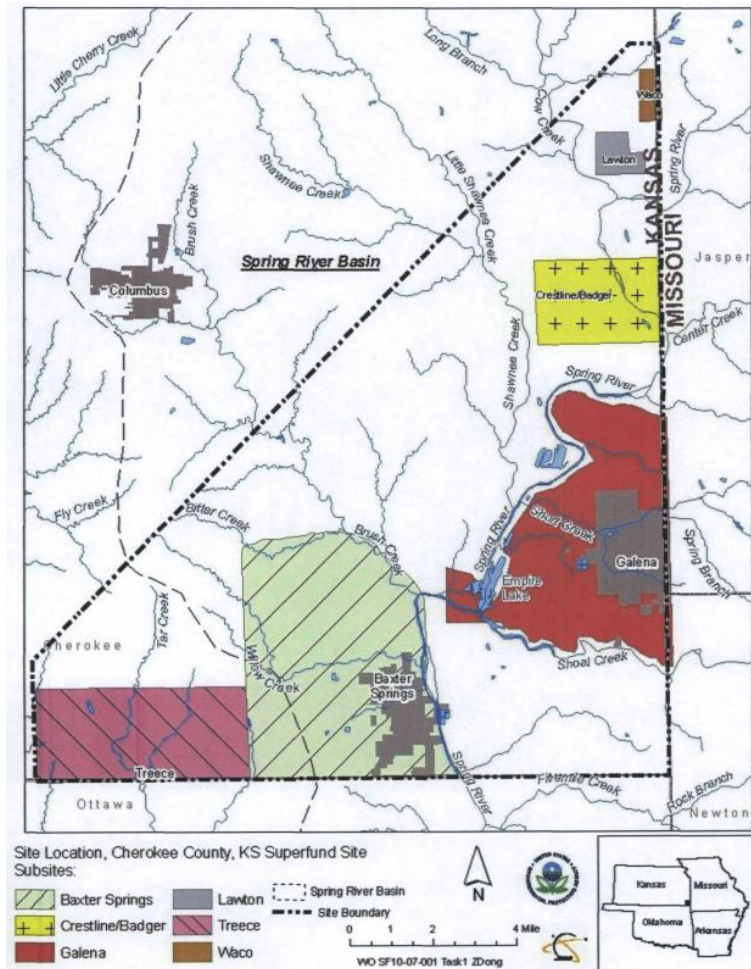 Little Cherry Creek
Long Branch
Cow Creek
Waco
Lawton
KANSAS
MISSOURI
Spring River
Shawnee Creek
Little Shawnee Creek
Brush Creek
Columbus
Spring River Basin
Crestline/Badger
Jasper
Center Creek
Shawnee Creek
Spring River
Fly Creek
Bitter Creek
Brush Creek
Spring River
Short Creek
Galena
Spring Branch
Empire
Lake
Cherokee
Tar Creek
Willow Creek
Baxter
Springs
Shoal Creek
Treece
Ottawa
Spring River
Fivemile Creek
Rock Branch
Newton
Site Location, Cherokee County, KS Superfund Site
Subsites:
Baxter Springs
Lawton
Spring River Basin
Crestline/Badger
Treece
Site Boundary
Galena
Waco
N
0 1 2 4 Mile
WO SF10-07-001 Task1 ZDong
Kansas
Missouri
Oklahoma
Arkansas